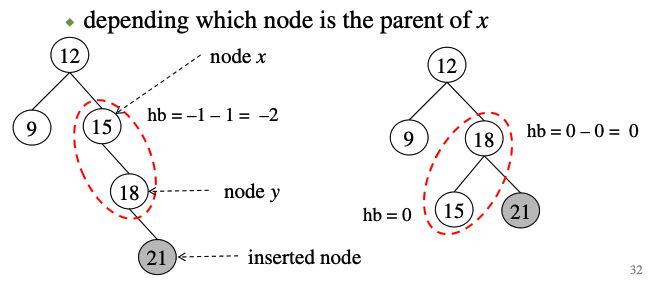 depending which node is the parent of x
12
node x
12
9
15
hb = –1 – 1 = –2
9
18
hb = 0 – 0 = 0
18
node y
hb = 0
15
21
21
inserted node
32